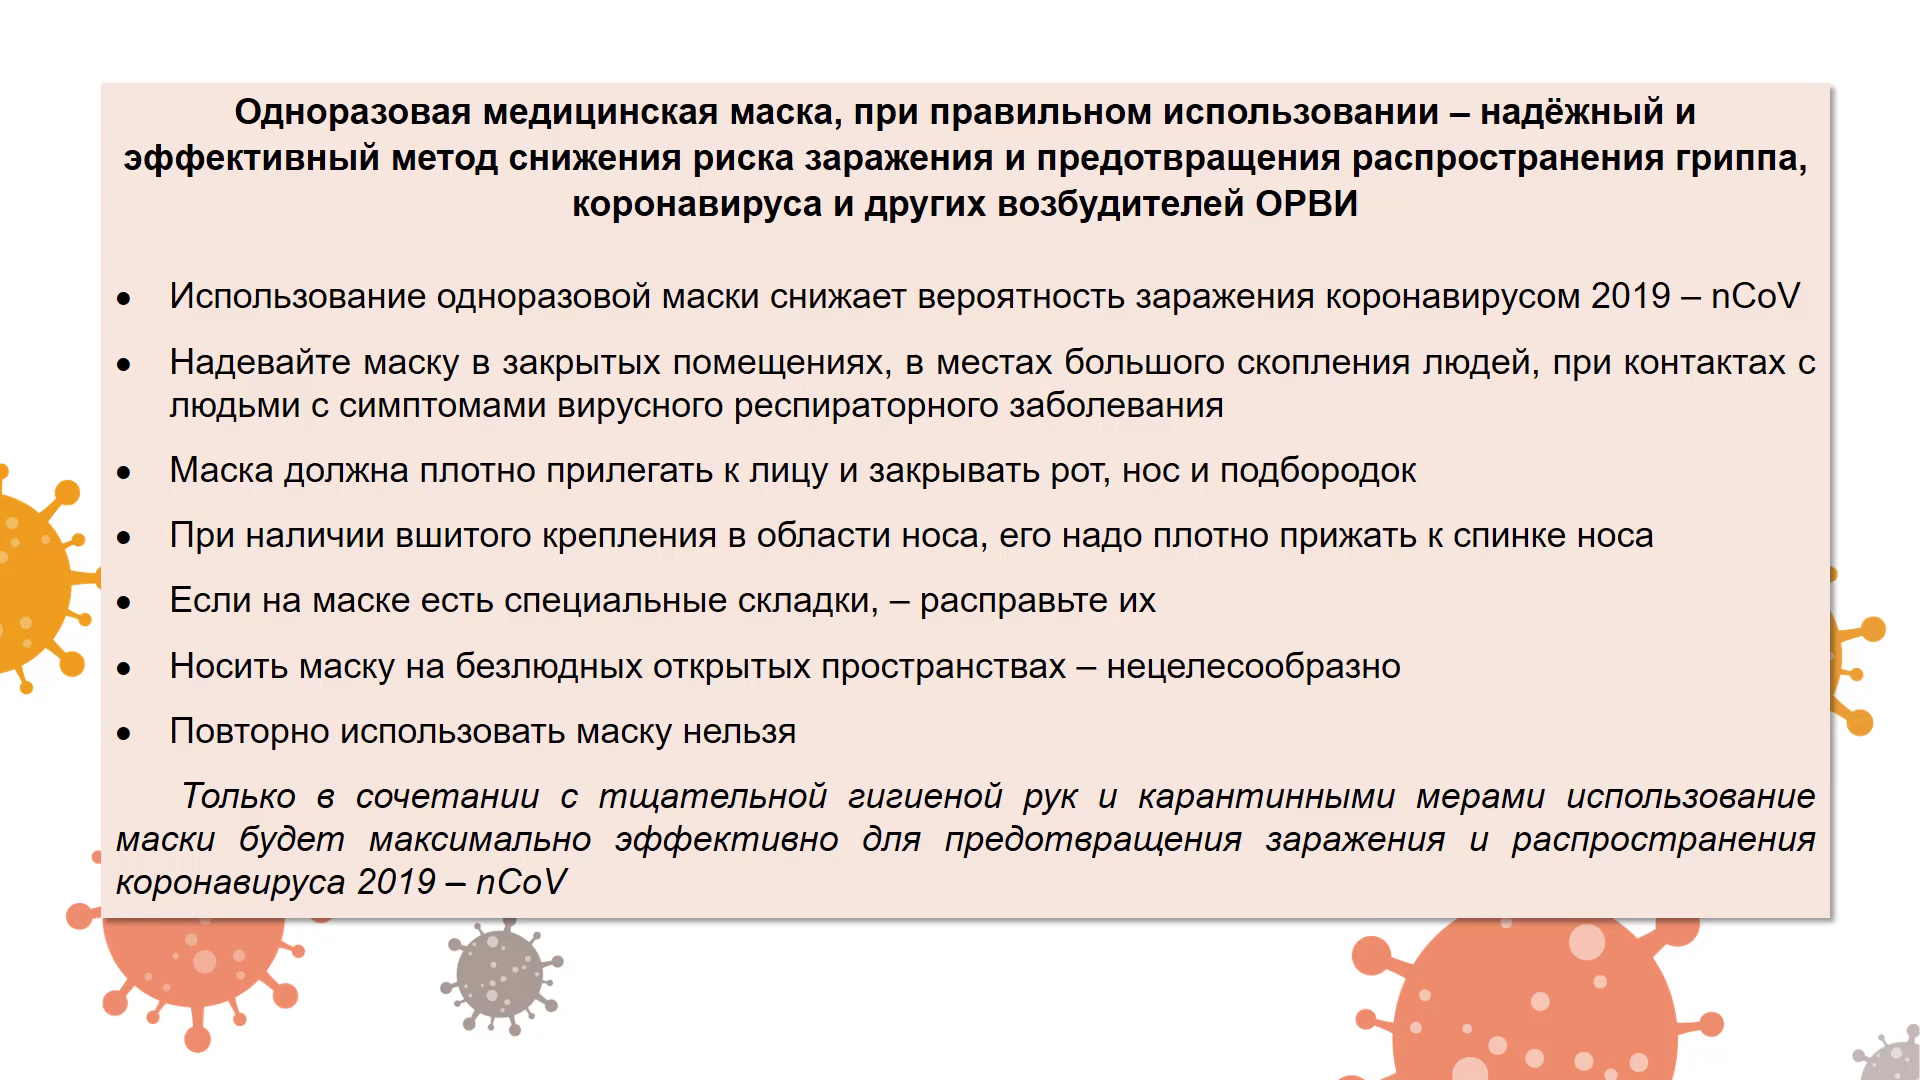 Одноразовая медицинская маска, при правильном использовании – надёжный и
эффективный метод снижения риска заражения и предотвращения распространения гриппа,
коронавируса и других возбудителей ОРВИ
• Использование одноразовой маски снижает вероятность заражения коронавирусом 2019 – nCoV
• Надевайте маску в закрытых помещениях, в местах большого скопления людей, при контактах с
людьми с симптомами вирусного респираторного заболевания
• Маска должна плотно прилегать к лицу и закрывать рот, нос и подбородок
• При наличии вшитого крепления в области носа, его надо плотно прижать к спинке носа
• Если на маске есть специальные складки, – расправьте их
• Носить маску на безлюдных открытых пространствах – нецелесообразно
• Повторно использовать маску нельзя
Только в сочетании с тщательной гигиеной рук и карантинными мерами использование
маски будет максимально эффективно для предотвращения заражения и распространения
коронавируса 2019 – nCoV